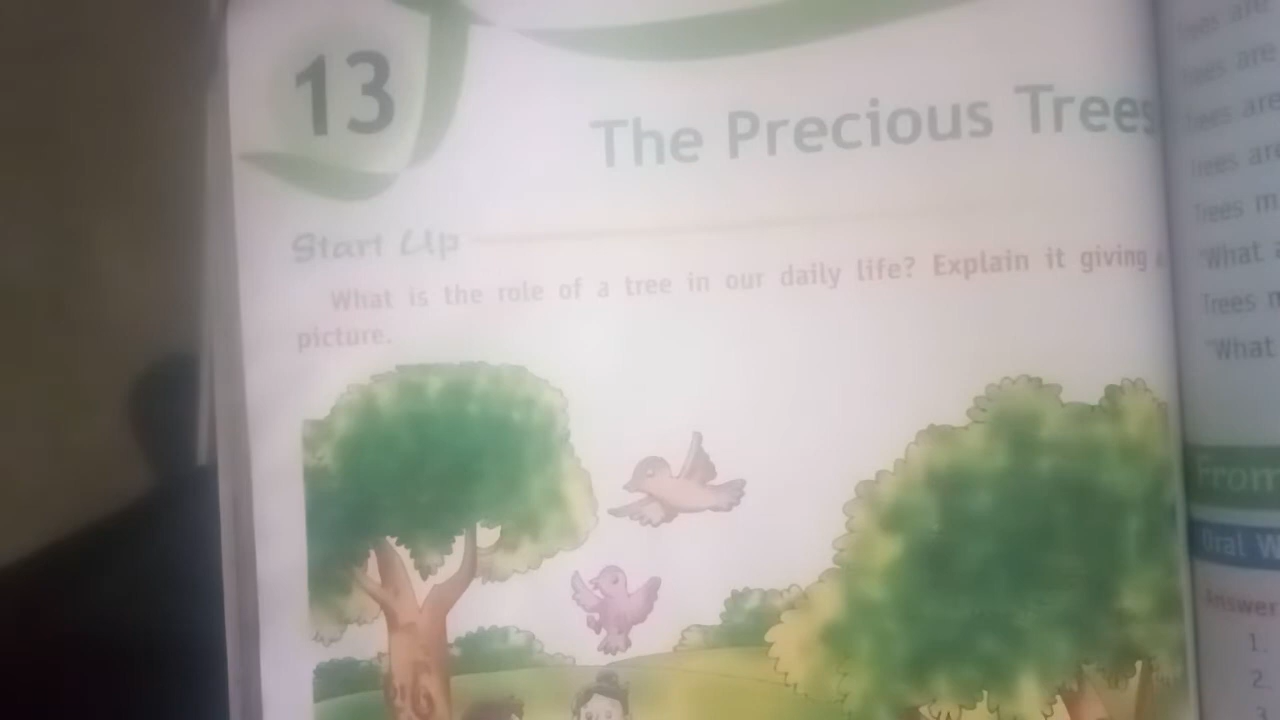 13
The Precious Trees
Start Up
What is the role of a tree in our daily life? Explain it giving
picture.
are
Trees are
Trees are
Trees m
"What
Trees
"What
From
Oral W
Answer
1.
2.
3.